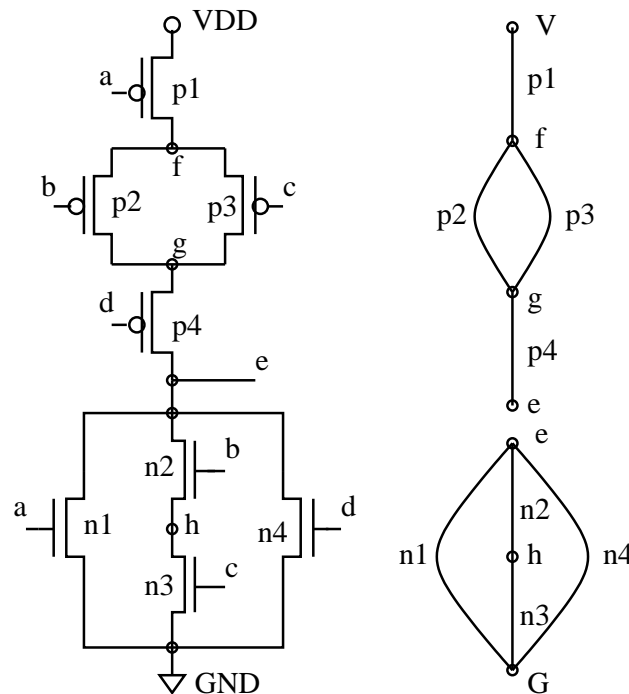 VDD V
a p1 p1
f f
b p2 p3 c p2 p3
g g
d p4 p4
e e
e
n2 b n2
a n1 h n4 d n1 h n4
n3 c n3
GND G